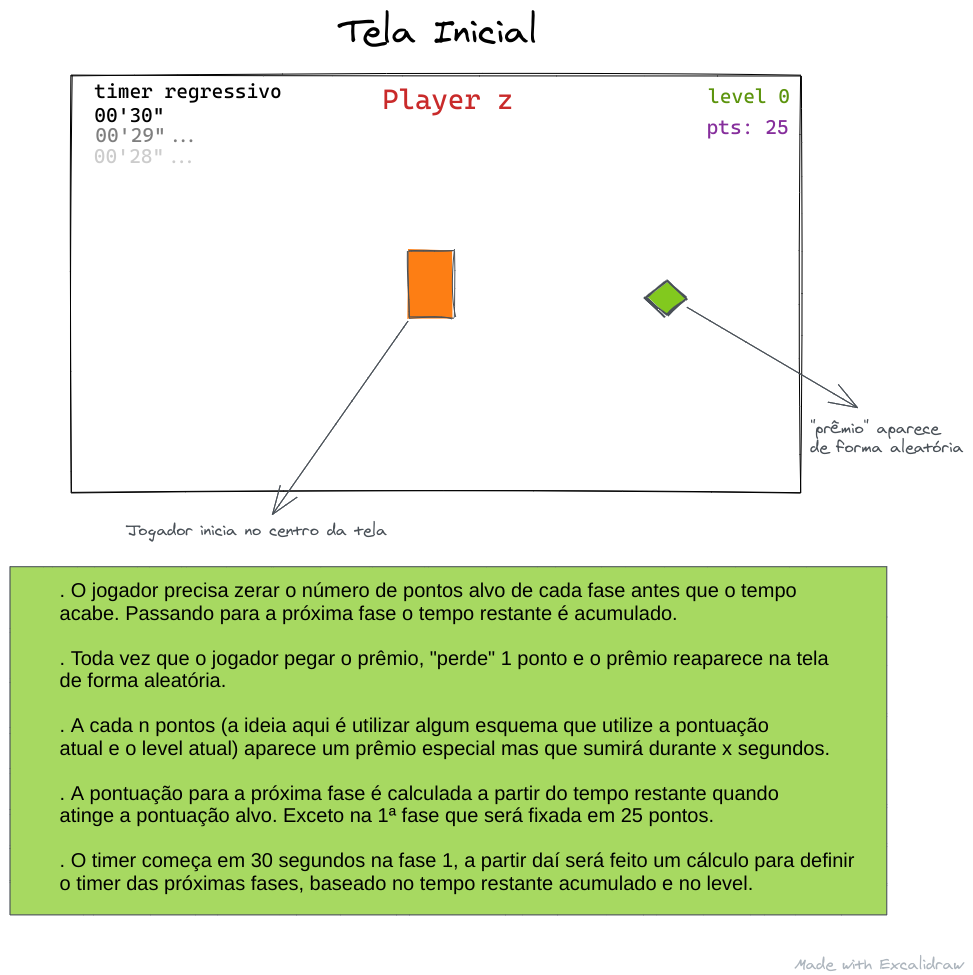 Tela Inicial
timer regressivo
00'30"
00'29" ...
00'28" ...
Player z
level 0
pts: 25
"prêmio" aparece
de forma aleatória
Jogador inicia no centro da tela
. O jogador precisa zerar o número de pontos alvo de cada fase antes que o tempo
acabe. Passando para a próxima fase o tempo restante é acumulado.
. Toda vez que o jogador pegar o prêmio, "perde" 1 ponto e o prêmio reaparece na tela
de forma aleatória.
. A cada n pontos (a ideia aqui é utilizar algum esquema que utilize a pontuação
atual e o level atual) aparece um prêmio especial mas que sumirá durante x segundos.
. A pontuação para a próxima fase é calculada a partir do tempo restante quando
atinge a pontuação alvo. Exceto na 1ª fase que será fixada em 25 pontos.
. O timer começa em 30 segundos na fase 1, a partir daí será feito um cálculo para definir
o timer das próximas fases, baseado no tempo restante acumulado e no level.
Made with Excalidraw